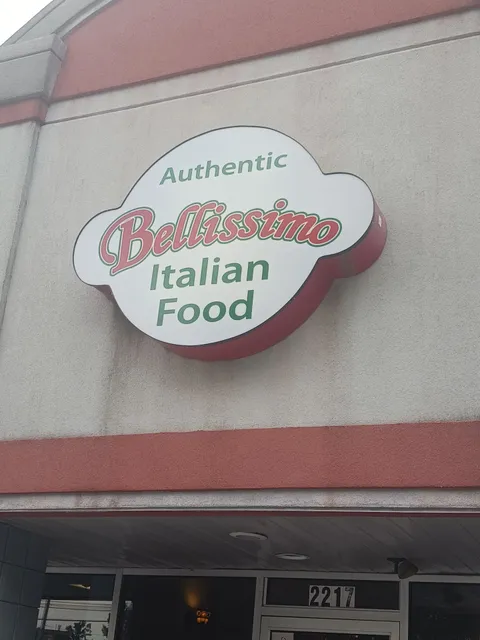 Authentic
Bellissimo
Italian
Food
2217